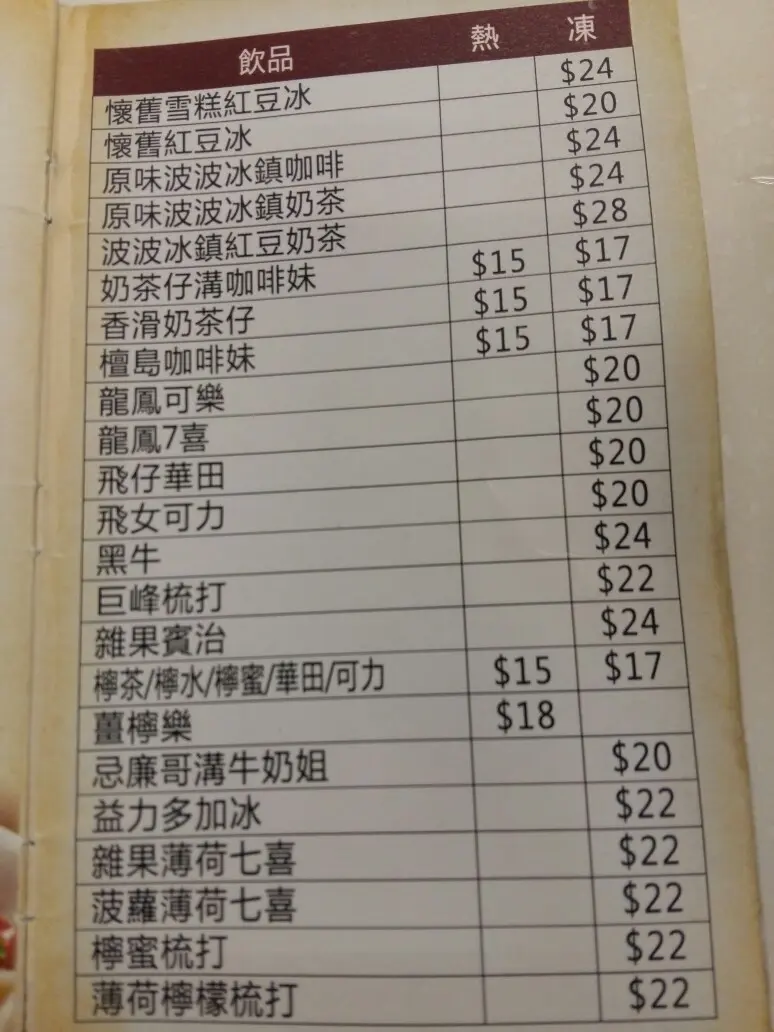 飲品 熱 凍
懷舊雪糕紅豆冰 $24
懷舊紅豆冰 $20
原味波波冰鎮咖啡 $24
原味波波冰鎮奶茶 $24
波波冰鎮紅豆奶茶 $28
奶茶仔溝咖啡妹 $15 $17
香滑奶茶仔 $15 $17
檀島咖啡妹 $15 $17
龍鳳可樂 $20
龍鳳7喜 $20
飛仔華田 $20
飛女可力 $20
黑牛 $24
巨峰梳打 $22
雜果賓治 $24
檸茶/檸水/檸蜜/華田/可力 $15 $17
薑檸樂 $18
忌廉哥溝牛奶姐 $20
益力多加冰 $22
雜果薄荷七喜 $22
菠蘿薄荷七喜 $22
檸蜜梳打 $22
薄荷檸檬梳打 $22